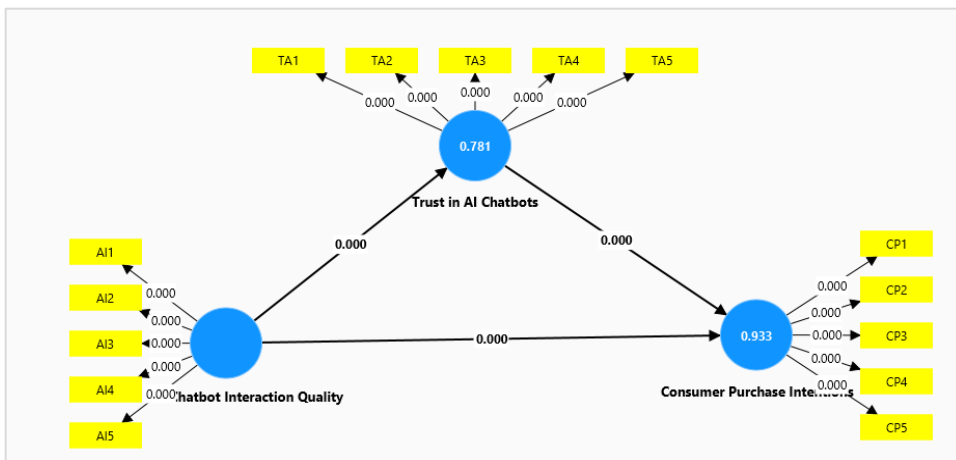 TA1 TA2 TA3 TA4 TA5
0.000 0.000 0.000 0.000 0.000
0.781
Trust in AI Chatbots
0.000
0.000
AI1
0.000
AI2
0.000
AI3
0.000
AI4
0.000
AI5
0.000
hatbot Interaction Quality
0.000
CP1
0.000
CP2
0.000
CP3
0.000
CP4
0.000
CP5
0.000
0.933
Consumer Purchase Intentions